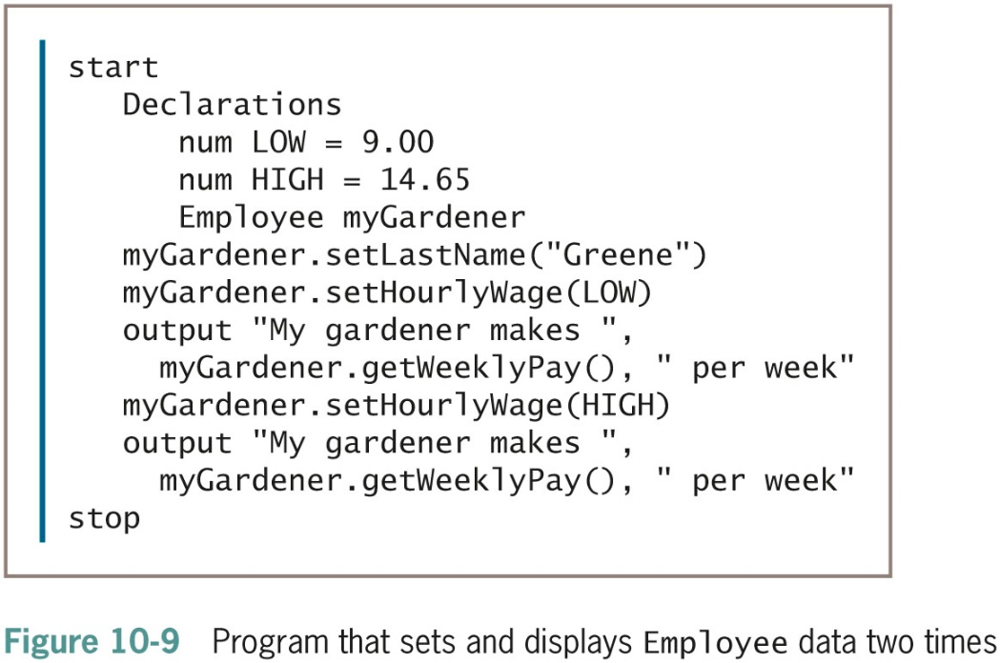 start
Declarations
num LOW = 9.00
num HIGH = 14.65
Employee myGardener
myGardener.setLastName("Greene")
myGardener.setHourlyWage(LOW)
output "My gardener makes ",
myGardener.getWeeklyPay(), " per week"
myGardener.setHourlyWage(HIGH)
output "My gardener makes ",
myGardener.getWeeklyPay(), " per week"
stop
Figure 10-9 Program that sets and displays Employee data two times